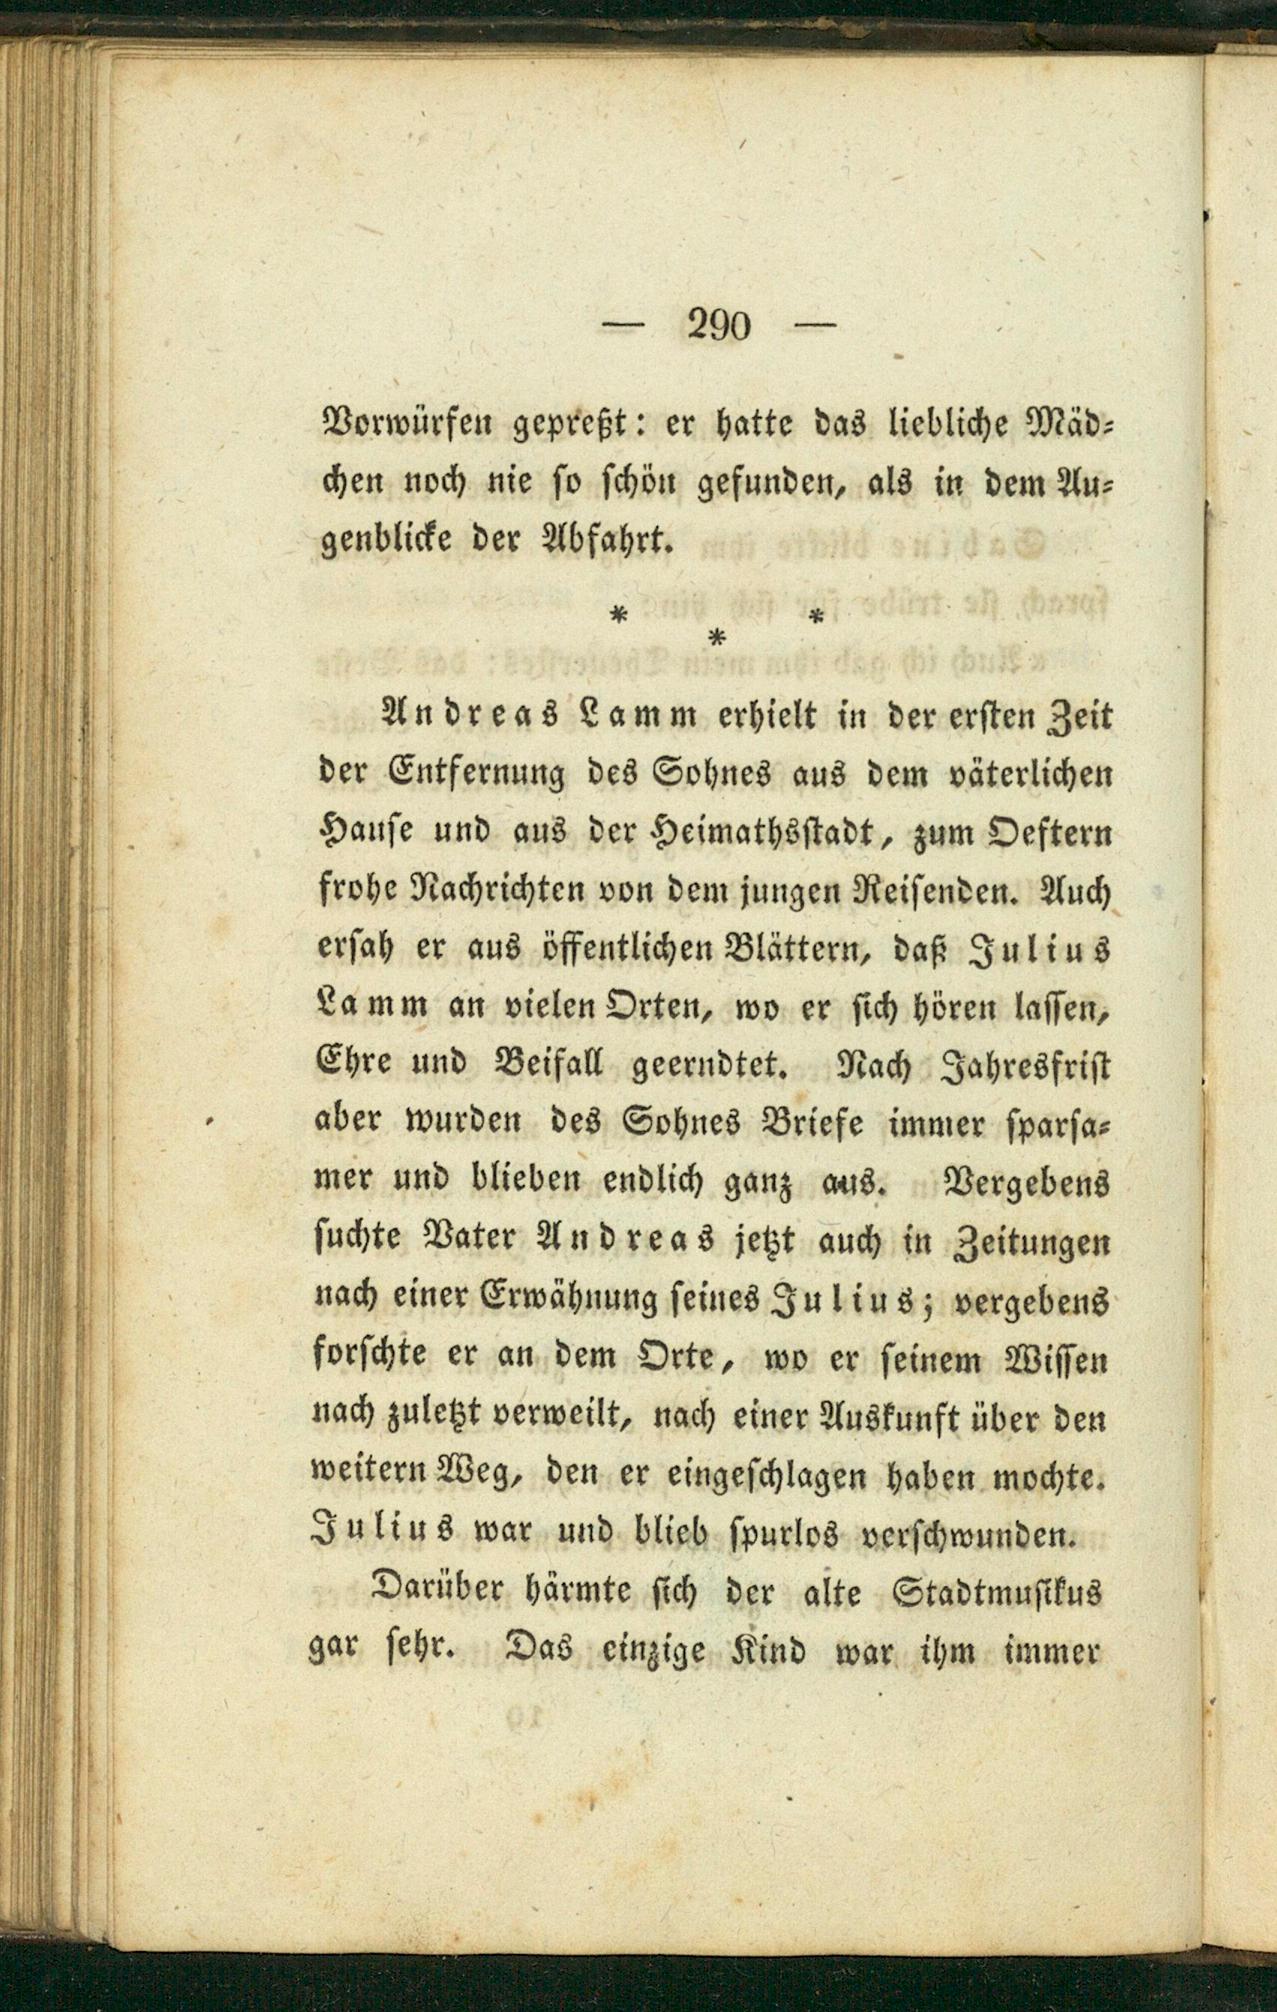 — 290 —
Vorwürfen gepreßt: er hatte das liebliche Mäd-
chen noch nie so schön gefunden, als in dem Au-
genblicke der Abfahrt.
* * *
Andreas Lamm erhielt in der ersten Zeit
der Entfernung des Sohnes aus dem väterlichen
Hause und aus der Heimathsstadt, zum Oeftern
frohe Nachrichten von dem jungen Reisenden. Auch
ersah er aus öffentlichen Blättern, daß Julius
Lamm an vielen Orten, wo er sich hören lassen,
Ehre und Beifall geerndtet. Nach Jahresfrist
aber wurden des Sohnes Briefe immer sparsa-
mer und blieben endlich ganz aus. Vergebens
suchte Vater Andreas jetzt auch in Zeitungen
nach einer Erwähnung seines Julius; vergebens
forschte er an dem Orte, wo er seinem Wissen
nach zuletzt verweilt, nach einer Auskunft über den
weitern Weg, den er eingeschlagen haben mochte.
Julius war und blieb spurlos verschwunden.
Darüber härmte sich der alte Stadtmusikus
gar sehr. Das einzige Kind war ihm immer